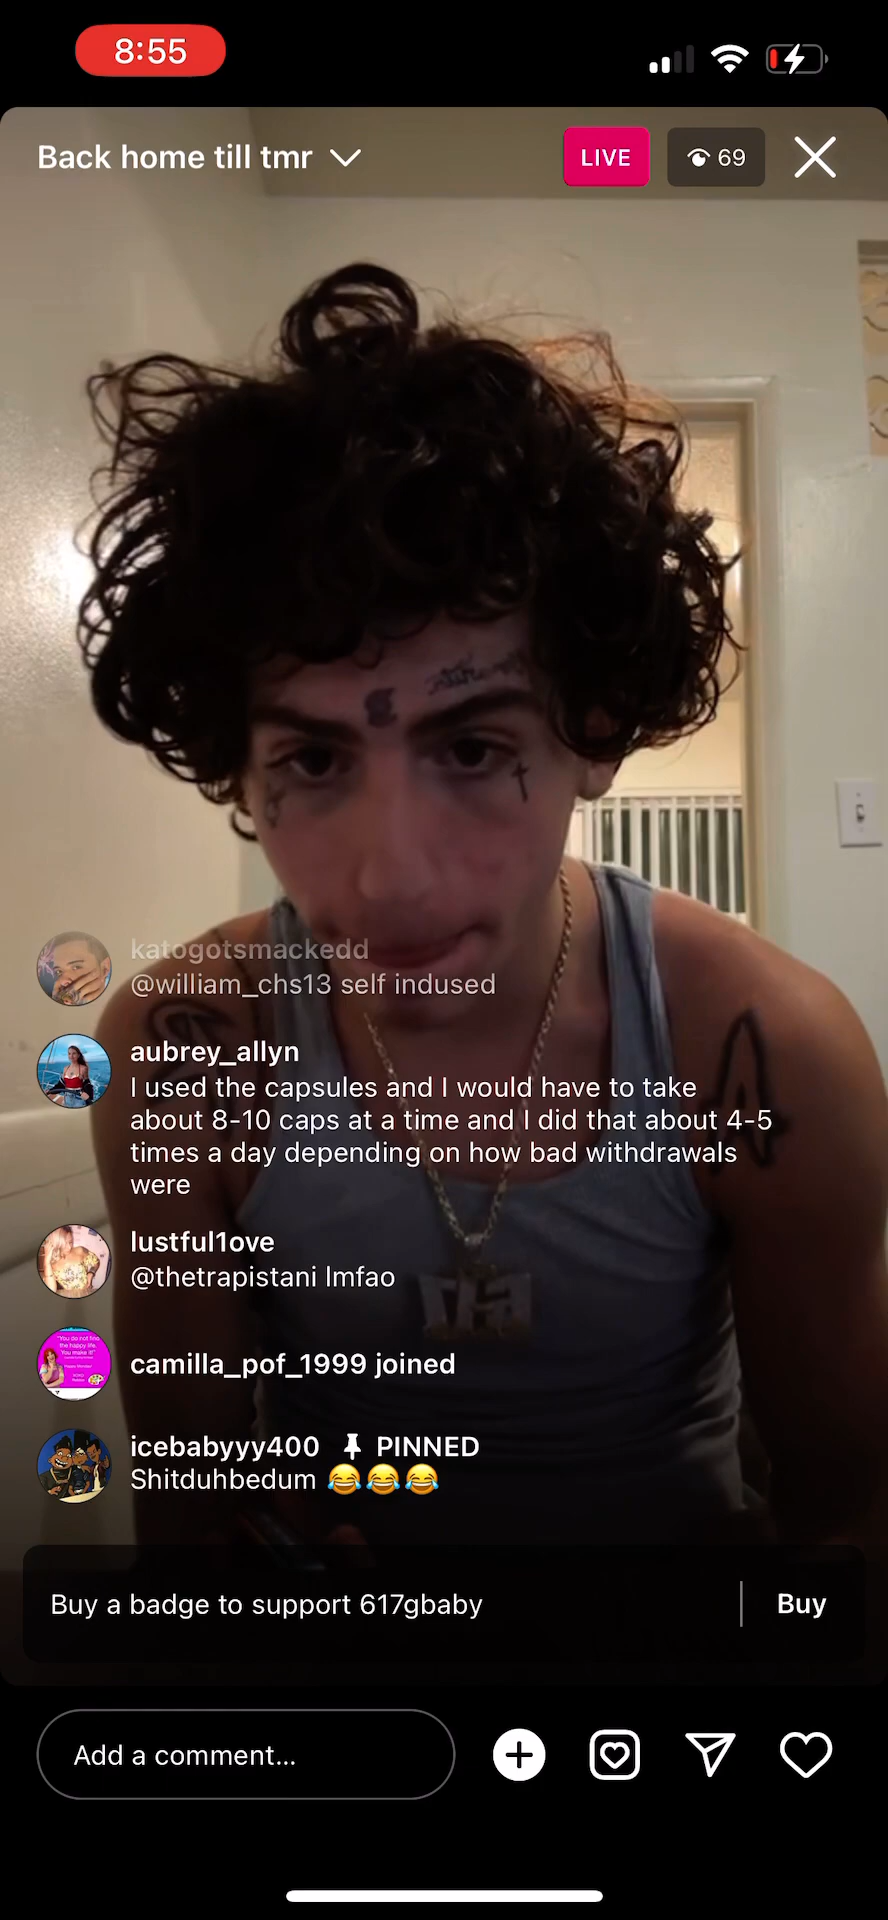 8:55
Back home till tmr
LIVE
69
katogotsmackedd
@william_chs13 self indused
aubrey_allyn
I used the capsules and I would have to take
about 8-10 caps at a time and I did that about 4-5
times a day depending on how bad withdrawals
were
lustful1ove
@thetrapistani lmfao
camilla_pof_1999 joined
icebabyyy400 PINNED
Shitduhbedum 😂😂😂
Buy a badge to support 617gbaby
Buy
Add a comment...